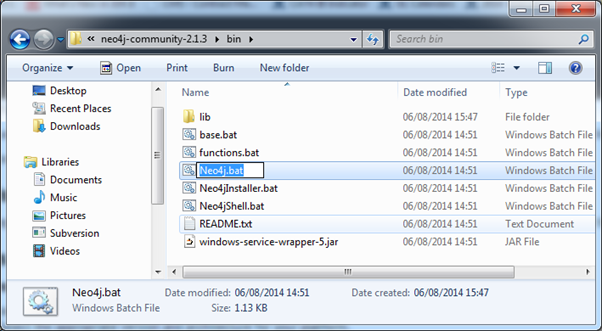 « neo4j-community-2.1.3 ▸ bin ▸
Search bin
Organize ▾ Open Print Burn New folder
Name Date modified Type
Desktop
Recent Places
Downloads
Libraries
Documents
Music
Pictures
Subversion
Videos
lib 06/08/2014 15:47 File folder
base.bat 06/08/2014 14:51 Windows Batch File
functions.bat 06/08/2014 14:51 Windows Batch File
Neo4j.bat 06/08/2014 14:51 Windows Batch File
Neo4jInstaller.bat 06/08/2014 14:51 Windows Batch File
Neo4jShell.bat 06/08/2014 14:51 Windows Batch File
README.txt 06/08/2014 14:51 Text Document
windows-service-wrapper-5.jar 06/08/2014 14:51 JAR File
Neo4j.bat Date modified: 06/08/2014 14:51 Date created: 06/08/2014 15:47
Windows Batch File Size: 1.13 KB